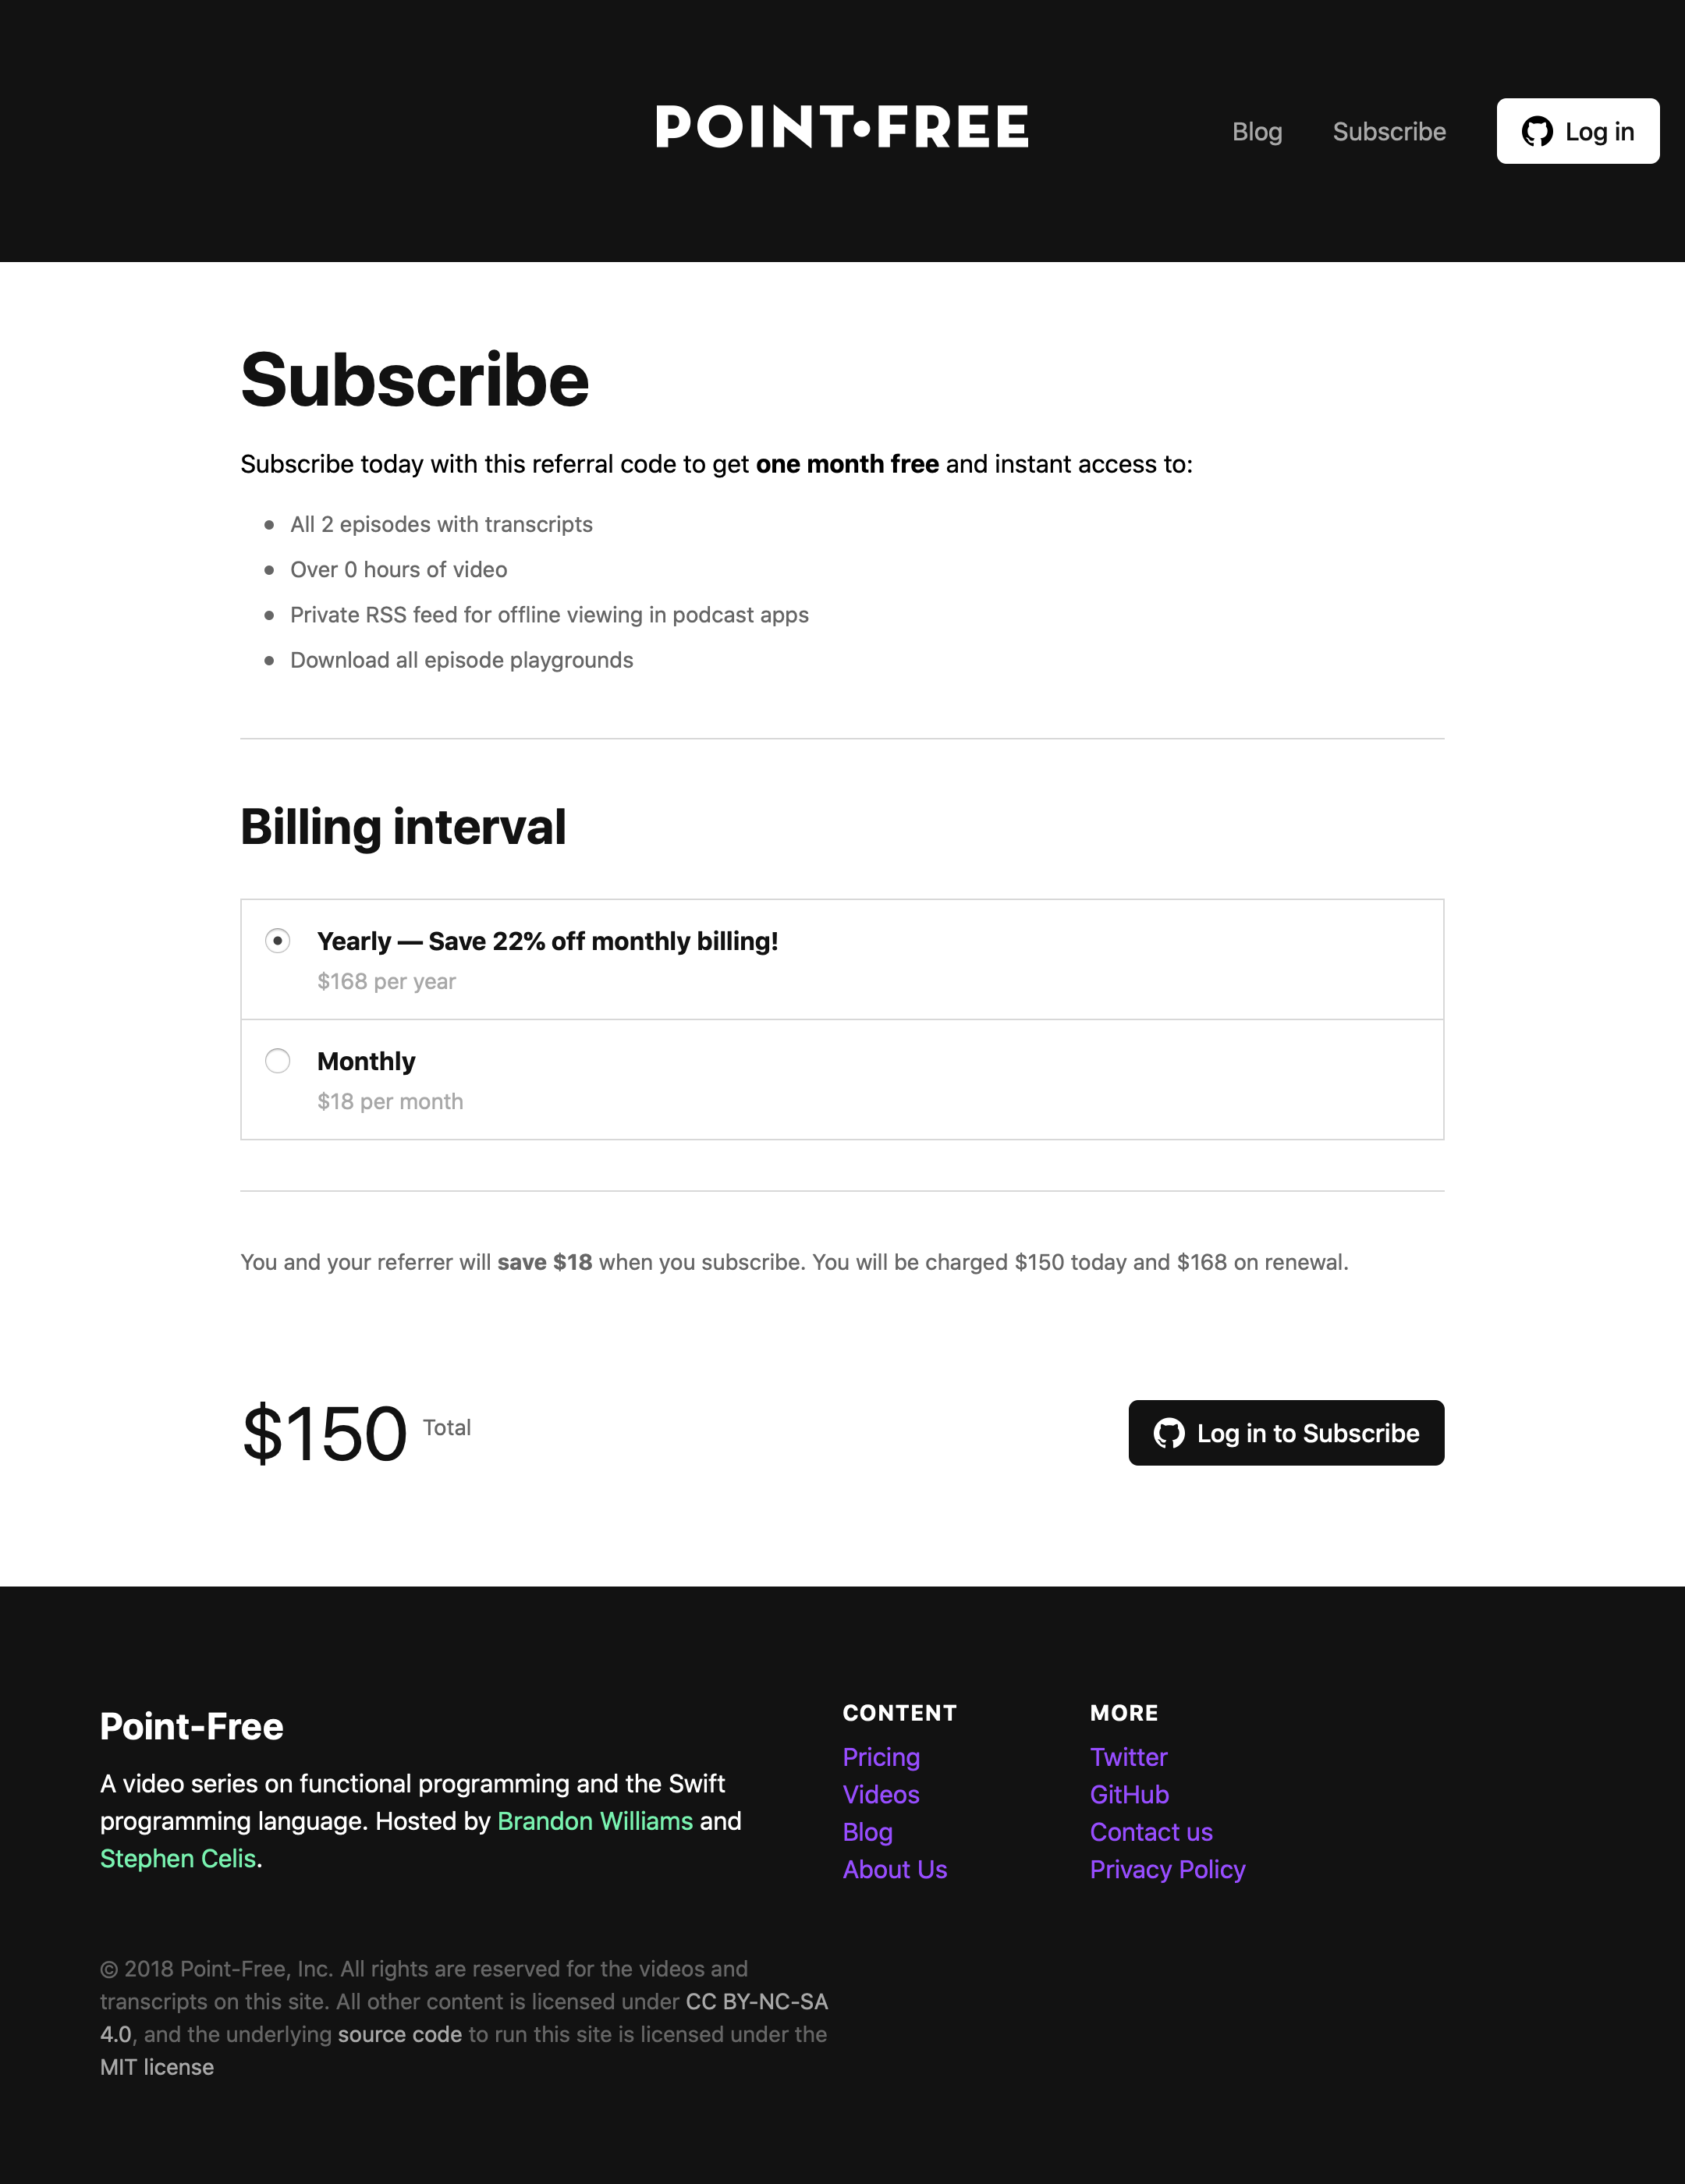 POINT•FREE
Blog
Subscribe
Log in
Subscribe
Subscribe today with this referral code to get one month free and instant access to:
All 2 episodes with transcripts
Over 0 hours of video
Private RSS feed for offline viewing in podcast apps
Download all episode playgrounds
Billing interval
Yearly — Save 22% off monthly billing!
$168 per year
Monthly
$18 per month
You and your referrer will save $18 when you subscribe. You will be charged $150 today and $168 on renewal.
$150 Total
Log in to Subscribe
Point-Free
A video series on functional programming and the Swift
programming language. Hosted by Brandon Williams and
Stephen Celis.
CONTENT
Pricing
Videos
Blog
About Us
MORE
Twitter
GitHub
Contact us
Privacy Policy
© 2018 Point-Free, Inc. All rights are reserved for the videos and
transcripts on this site. All other content is licensed under CC BY-NC-SA
4.0, and the underlying source code to run this site is licensed under the
MIT license